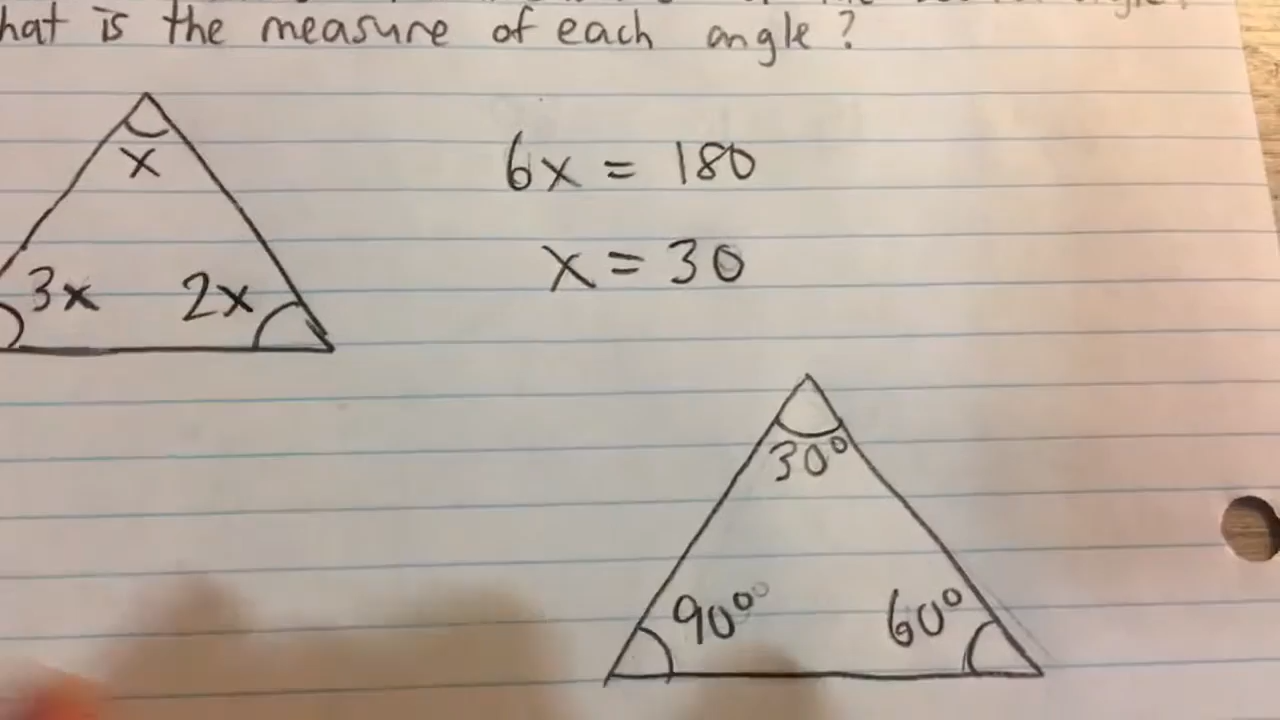 hat is the measure of each angle?
x
3x 2x
6x = 180
x = 30
30°
90° 60°